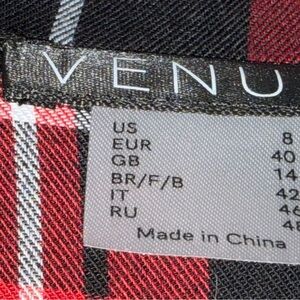 VENU
US 8
EUR 40
GB 14
BR/F/B 42
IT 46
RU 48
Made in China